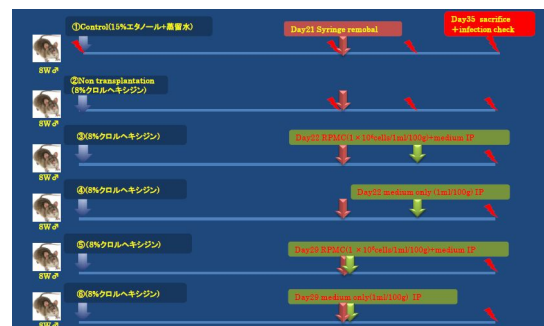 ①Control(15%エタノール+蒸留水)
Day21 Syringe remobal
Day35 sacrifice
+infection check
8W♂
②Non transplantation
(8%クロルヘキシジン)
8W♂
③(8%クロルヘキシジン)
Day22 RPMC(1×10⁶cells/1ml/100g)+medium IP
8W♂
④(8%クロルヘキシジン)
Day22 medium only (1ml/100g) IP
8W♂
⑤(8%クロルヘキシジン)
Day29 RPMC(1×10⁶cells/1ml/100g)+medium IP
8W♂
⑥(8%クロルヘキシジン)
Day29 medium only(1ml/100g) IP
8W♂